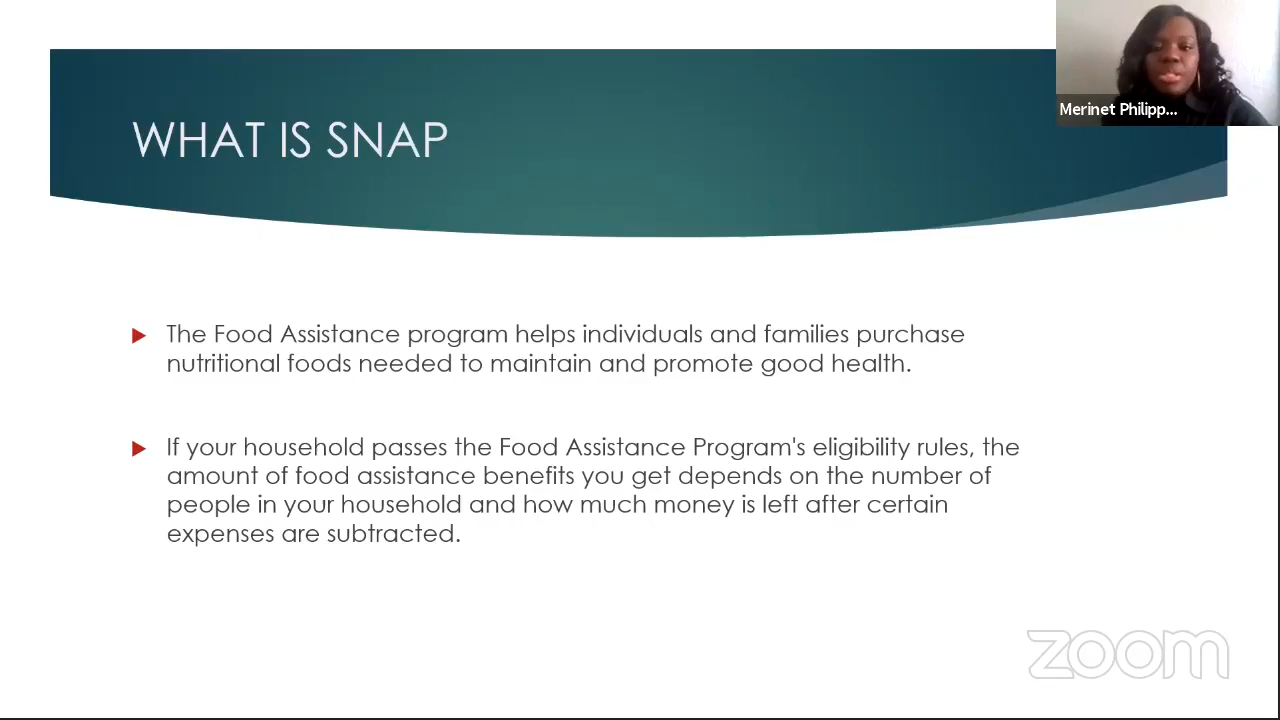 Merinet Philipp...
WHAT IS SNAP
The Food Assistance program helps individuals and families purchase
nutritional foods needed to maintain and promote good health.
If your household passes the Food Assistance Program's eligibility rules, the
amount of food assistance benefits you get depends on the number of
people in your household and how much money is left after certain
expenses are subtracted.
zoom